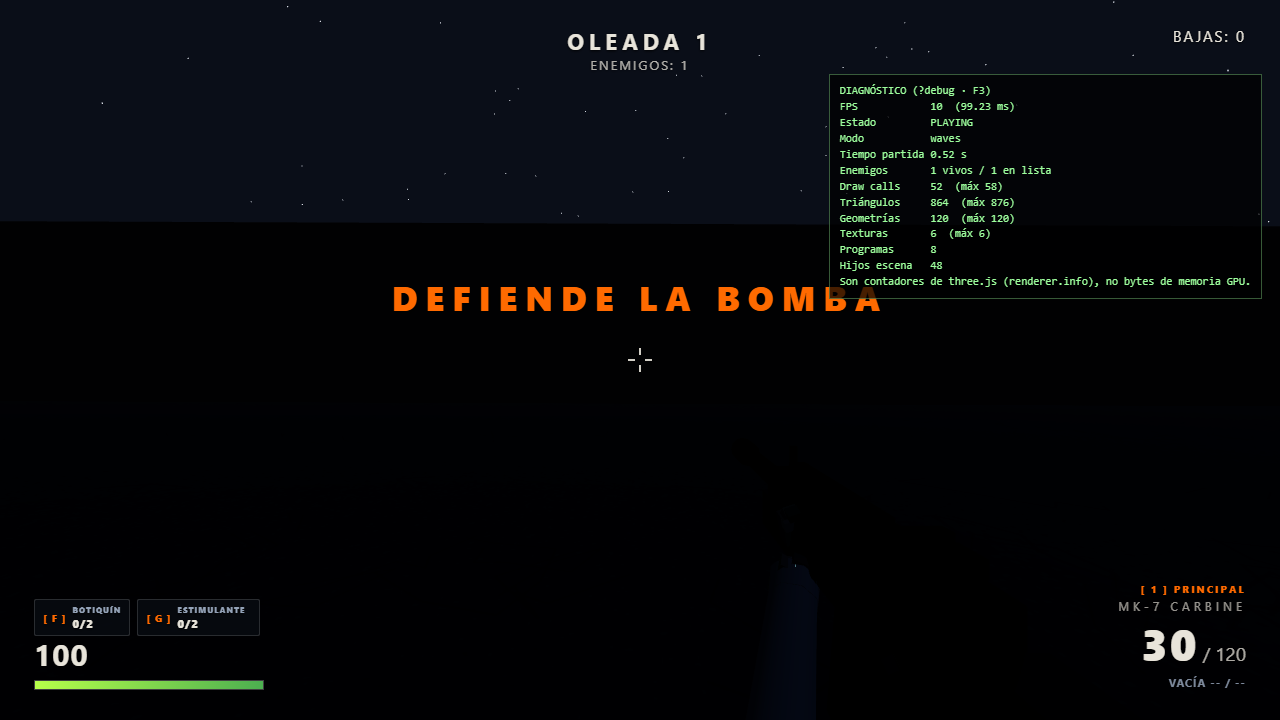 OLEADA 1
ENEMIGOS: 1
BAJAS: 0
DIAGNÓSTICO (?debug · F3)
FPS 10 (99.23 ms)
Estado PLAYING
Modo waves
Tiempo partida 0.52 s
Enemigos 1 vivos / 1 en lista
Draw calls 52 (máx 58)
Triángulos 864 (máx 876)
Geometrías 120 (máx 120)
Texturas 6 (máx 6)
Programas 8
Hijos escena 48
Son contadores de three.js (renderer.info), no bytes de memoria GPU.
DEFIENDE LA BOMBA
[ F ] BOTIQUÍN 0/2
[ G ] ESTIMULANTE 0/2
100
[ 1 ] PRINCIPAL
MK-7 CARBINE
30 / 120
VACÍA -- / --